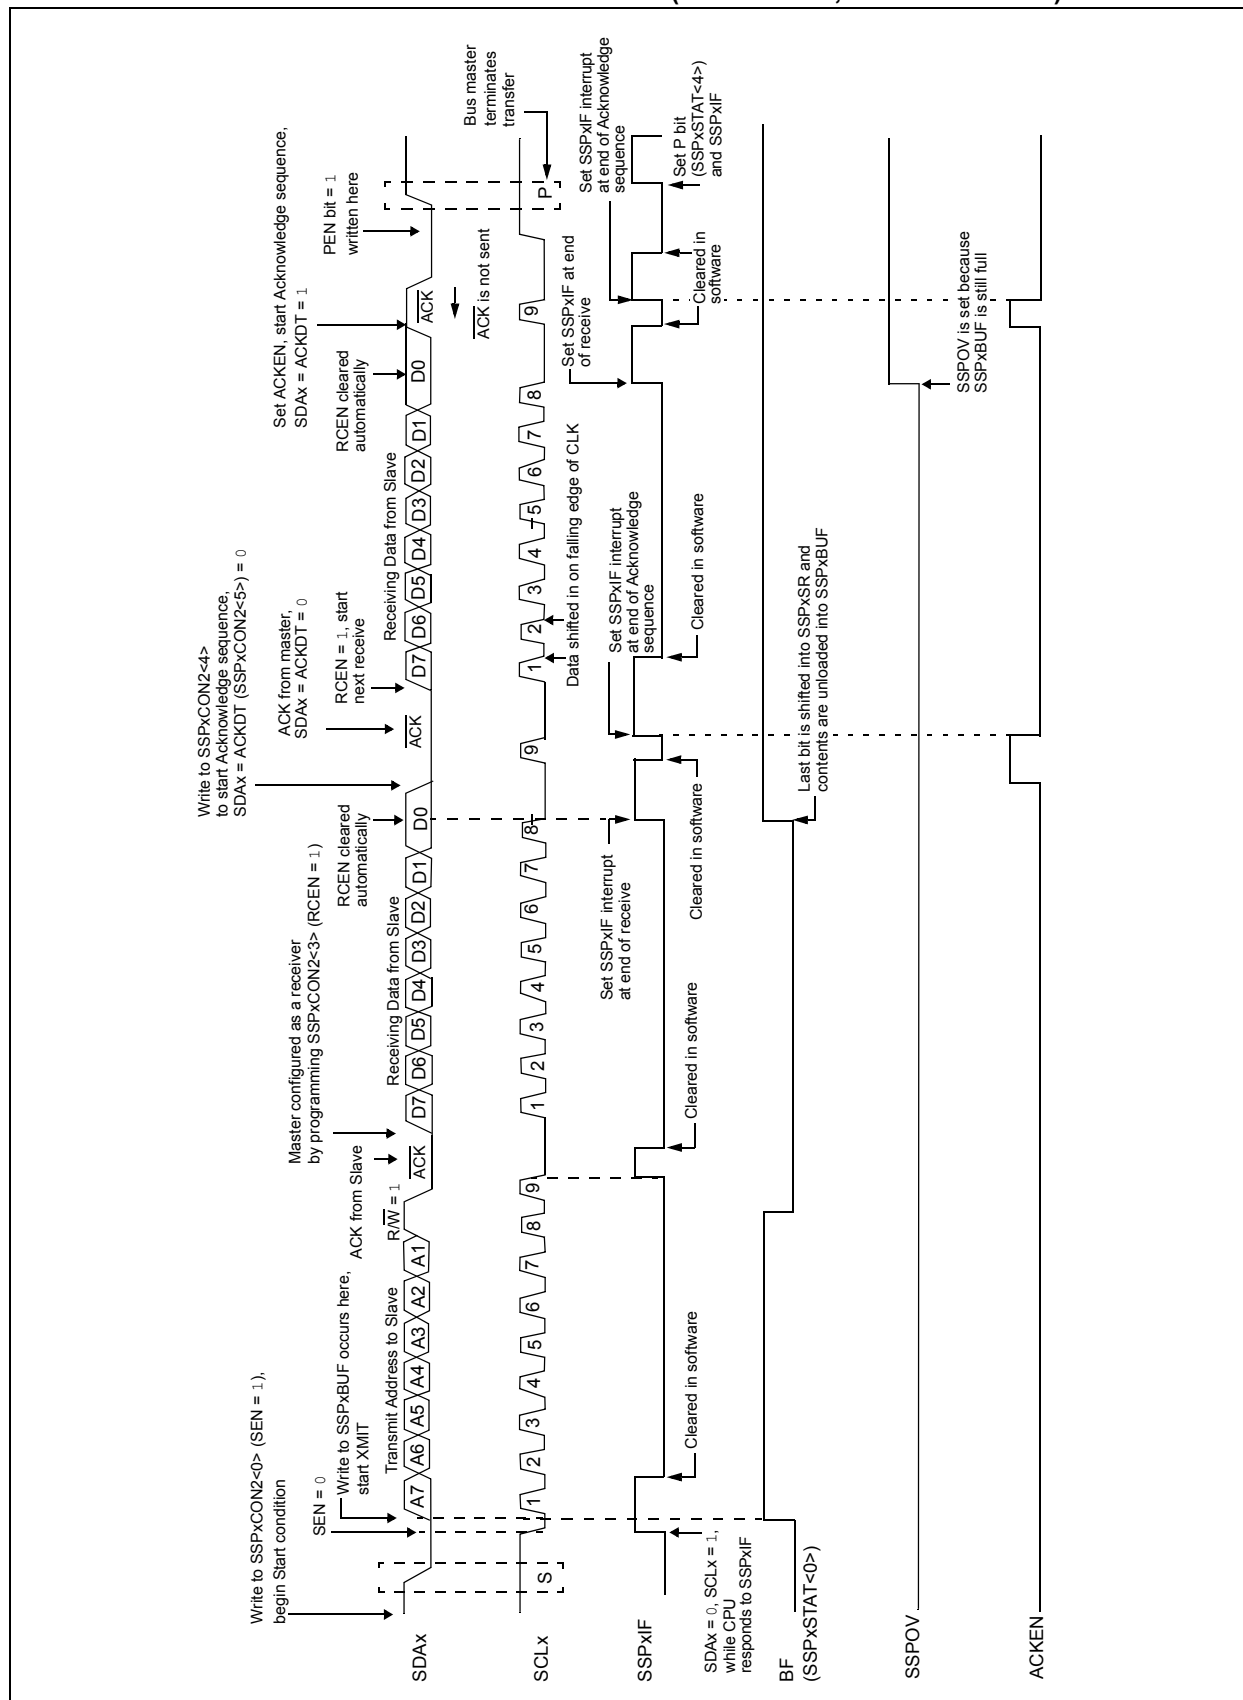 Write to SSPxCON2<0> (SEN = 1),
begin Start condition
SEN = 0
Write to SSPxBUF occurs here,
start XMIT
ACK from Slave
Master configured as a receiver
by programming SSPxCON2<3> (RCEN = 1)
RCEN cleared
automatically
Write to SSPxCON2<4>
to start Acknowledge sequence,
SDAx = ACKDT (SSPxCON2<5>) = 0
ACK from master,
SDAx = ACKDT = 0
RCEN = 1, start
next receive
RCEN cleared
automatically
Set ACKEN, start Acknowledge sequence,
SDAx = ACKDT = 1
PEN bit = 1
written here
Transmit Address to Slave
R/W = 1
Receiving Data from Slave
Receiving Data from Slave
SDAx
A7 A6 A5 A4 A3 A2 A1
ACK
D7 D6 D5 D4 D3 D2 D1 D0
ACK
D7 D6 D5 D4 D3 D2 D1 D0
ACK
ACK is not sent
Bus master
terminates
transfer
SCLx
S
1 2 3 4 5 6 7 8 9
1 2 3 4 5 6 7 8 9
1 2 3 4 5 6 7 8 9
P
Data shifted in on falling edge of CLK
Set SSPxIF interrupt
at end of receive
Set SSPxIF interrupt
at end of Acknowledge
sequence
Set SSPxIF at end
of receive
Set SSPxIF interrupt
at end of Acknowledge
sequence
SSPxIF
SDAx = 0, SCLx = 1,
while CPU
responds to SSPxIF
Cleared in software
Cleared in software
Cleared in software
Cleared in software
Cleared in
software
Set P bit
(SSPxSTAT<4>)
and SSPxIF
BF
(SSPxSTAT<0>)
Last bit is shifted into SSPxSR and
contents are unloaded into SSPxBUF
SSPOV
SSPOV is set because
SSPxBUF is still full
ACKEN